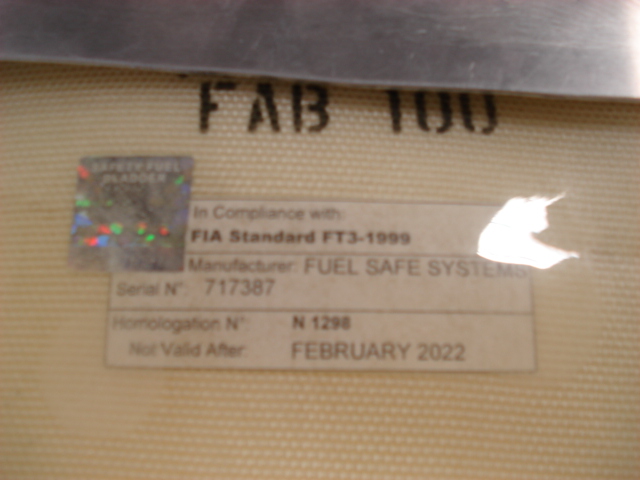 FAB 100
SAFETY FUEL
BLADDER
In Compliance with:
FIA Standard FT3-1999
Manufacturer: FUEL SAFE SYSTEMS
Serial N°: 717387
Homologation N°: N 1298
Not Valid After: FEBRUARY 2022